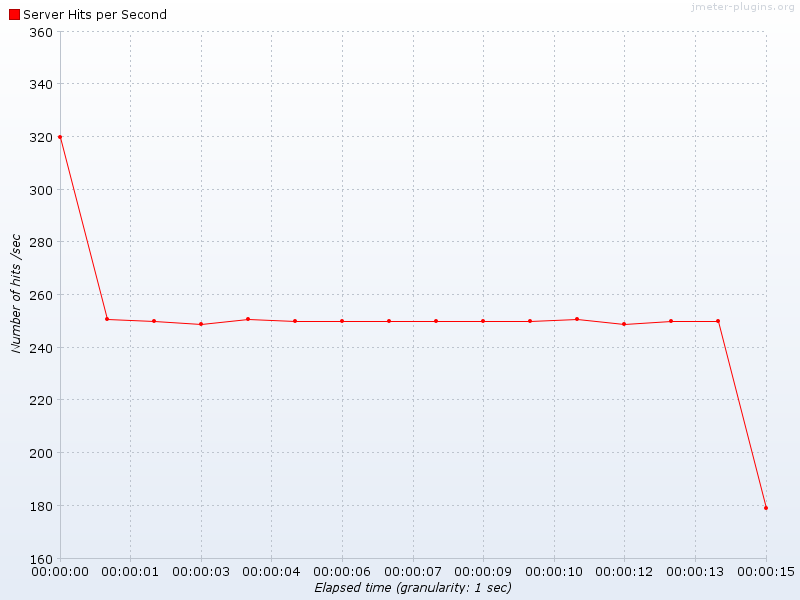 jmeter-plugins.org
Server Hits per Second
360
340
320
300
280
260
240
220
200
180
160
Number of hits /sec
00:00:00 00:00:01 00:00:03 00:00:04 00:00:06 00:00:07 00:00:09 00:00:10 00:00:12 00:00:13 00:00:15
Elapsed time (granularity: 1 sec)